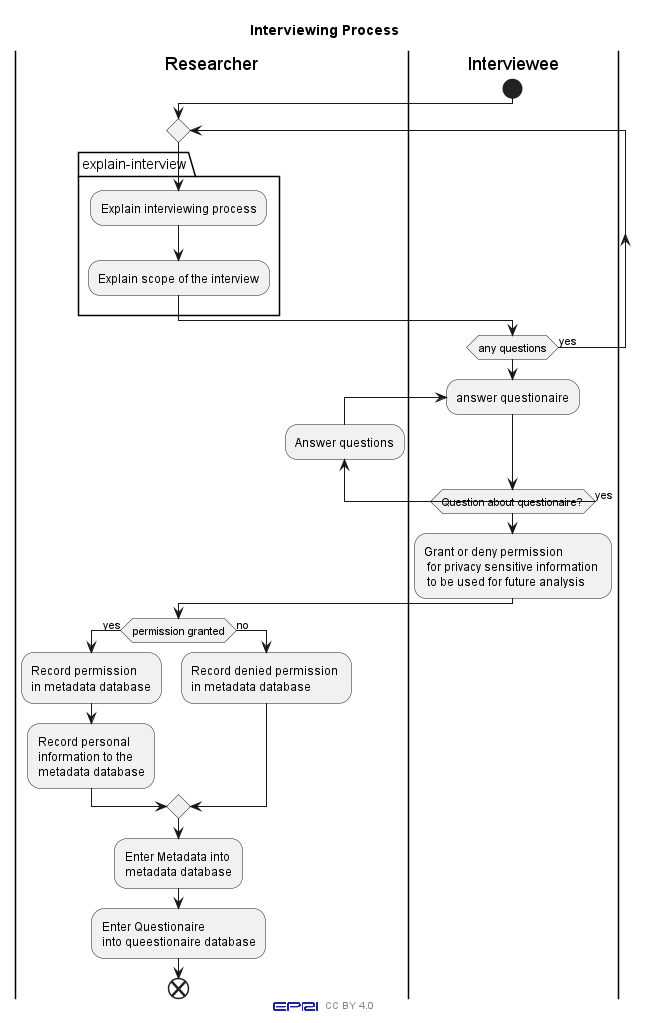 Interviewing Process
Researcher
Interviewee
explain-interview
Explain interviewing process
Explain scope of the interview
any questions
yes
answer questionaire
Answer questions
Question about questionaire?
yes
Grant or deny permission
for privacy sensitive information
to be used for future analysis
yes
permission granted
no
Record permission
in metadata database
Record denied permission
in metadata database
Record personal
information to the
metadata database
Enter Metadata into
metadata database
Enter Questionaire
into queestionaire database
EPRI CC BY 4.0